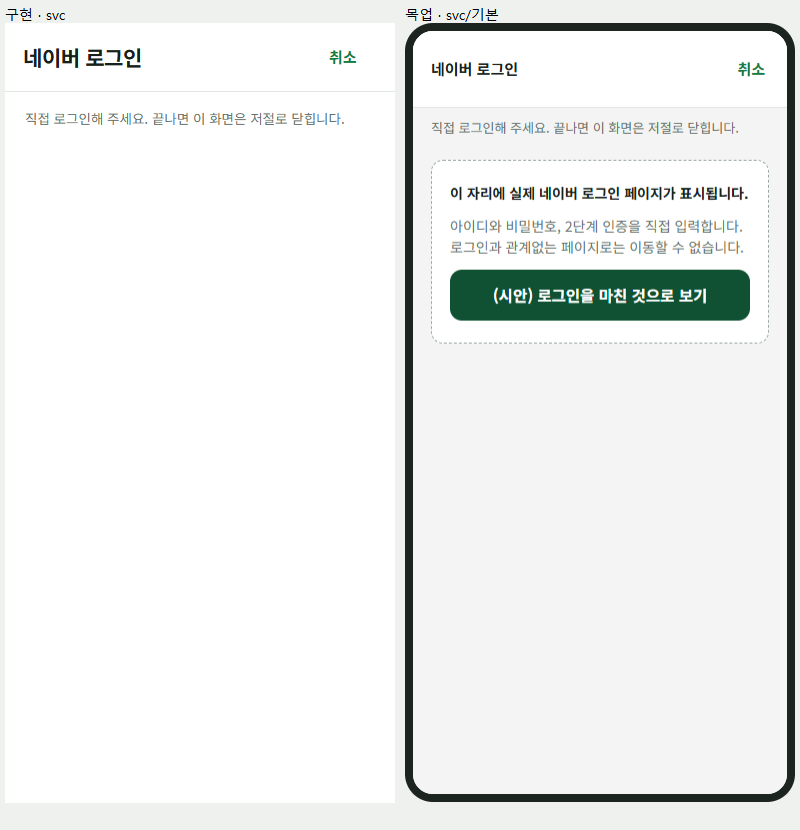 구현 · svc
네이버 로그인
취소
직접 로그인해 주세요. 끝나면 이 화면은 저절로 닫힙니다.
목업 · svc/기본
네이버 로그인
취소
직접 로그인해 주세요. 끝나면 이 화면은 저절로 닫힙니다.
이 자리에 실제 네이버 로그인 페이지가 표시됩니다.
아이디와 비밀번호, 2단계 인증을 직접 입력합니다.
로그인과 관계없는 페이지로는 이동할 수 없습니다.
(시안) 로그인을 마친 것으로 보기